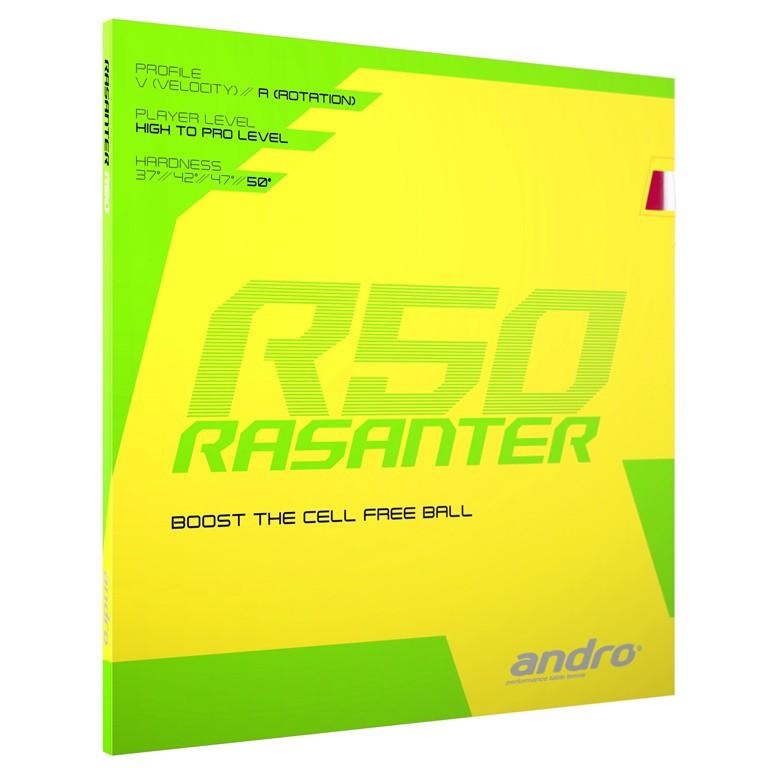 PROFILE
V (VELOCITY) // R (ROTATION)
PLAYER LEVEL
HIGH TO PRO LEVEL
HARDNESS
37°//42°//47°//50°
RASANTER R50
R50
RASANTER
BOOST THE CELL FREE BALL
andro
andro®
performance table tennis